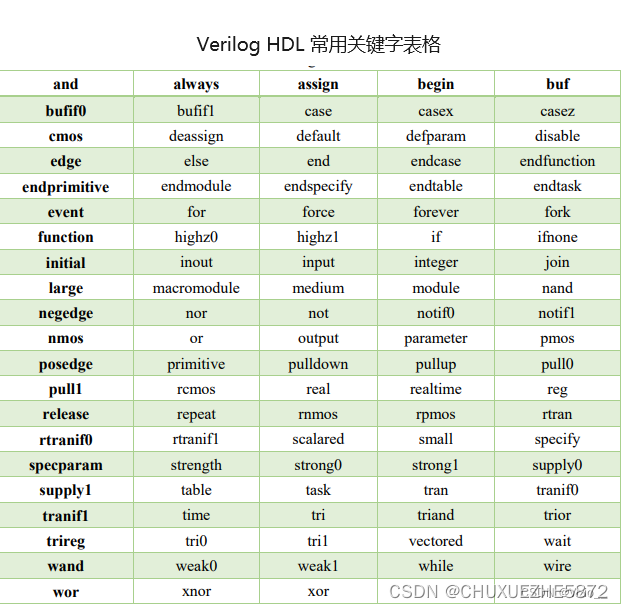 Verilog HDL 常用关键字表格
and always assign begin buf
bufif0 bufif1 case casex casez
cmos deassign default defparam disable
edge else end endcase endfunction
endprimitive endmodule endspecify endtable endtask
event for force forever fork
function highz0 highz1 if ifnone
initial inout input integer join
large macromodule medium module nand
negedge nor not notif0 notif1
nmos or output parameter pmos
posedge primitive pulldown pullup pull0
pull1 rcmos real realtime reg
release repeat rnmos rpmos rtran
rtranif0 rtranif1 scalared small specify
specparam strength strong0 strong1 supply0
supply1 table task tran tranif0
tranif1 time tri triand trior
trireg tri0 tri1 vectored wait
wand weak0 weak1 while wire
wor xnor xor
CSDN @CHUXUEZHE5872